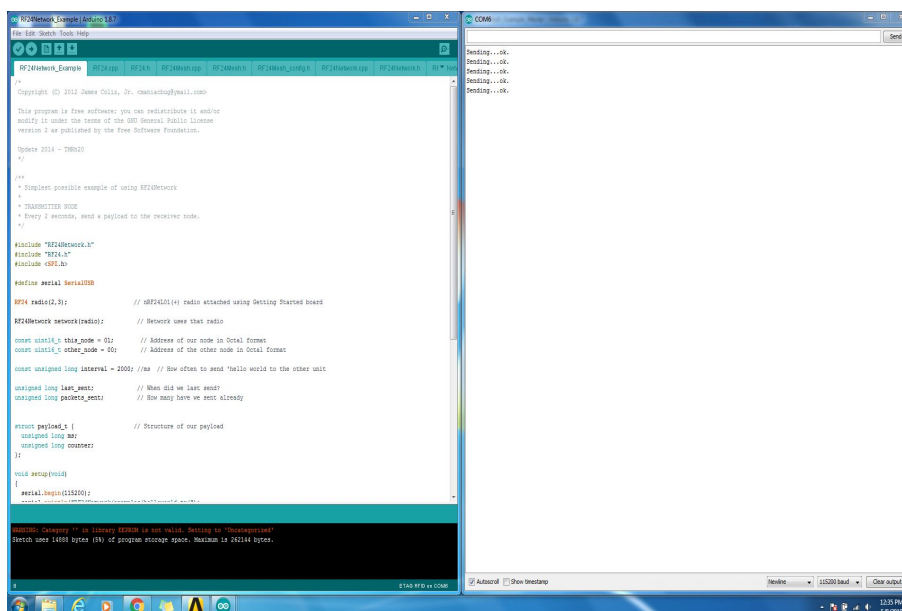 RF24Network_Example | Arduino 1.8.7
File Edit Sketch Tools Help
RF24Network_Example RF24.cpp RF24.h RF24Mesh.cpp RF24Mesh.h RF24Mesh_config.h RF24Network.cpp RF24Network.h
/*
Copyright (C) 2012 James Colis, Jr. <maniacbug@ymail.com>
This program is free software; you can redistribute it and/or
modify it under the terms of the GNU General Public License
version 2 as published by the Free Software Foundation.
Update 2014 - TMRh20
*/
/**
* Simplest possible example of using RF24Network
*
* TRANSMITTER NODE
* Every 2 seconds, send a payload to the receiver node.
*/
#include "RF24Network.h"
#include "RF24.h"
#include <SPI.h>
#define serial SerialUSB
RF24 radio(2,3); // nRF24L01(+) radio attached using Getting Started board
RF24Network network(radio); // Network uses that radio
const uint16_t this_node = 01; // Address of our node in Octal format
const uint16_t other_node = 00; // Address of the other node in Octal format
const unsigned long interval = 2000; //ms // How often to send 'hello world to the other unit
unsigned long last_sent; // When did we last send?
unsigned long packets_sent; // How many have we sent already
struct payload_t { // Structure of our payload
unsigned long ms;
unsigned long counter;
};
void setup(void)
{
serial.begin(115200);
WARNING: Category '' in library EEPROM is not valid. Setting to 'Uncategorized'
Sketch uses 14888 bytes (5%) of program storage space. Maximum is 262144 bytes.
ETAG RFID on COM6
COM6
Send
Sending...ok.
Sending...ok.
Sending...ok.
Sending...ok.
Sending...ok.
Autoscroll Show timestamp Newline 115200 baud Clear output
12:35 PM